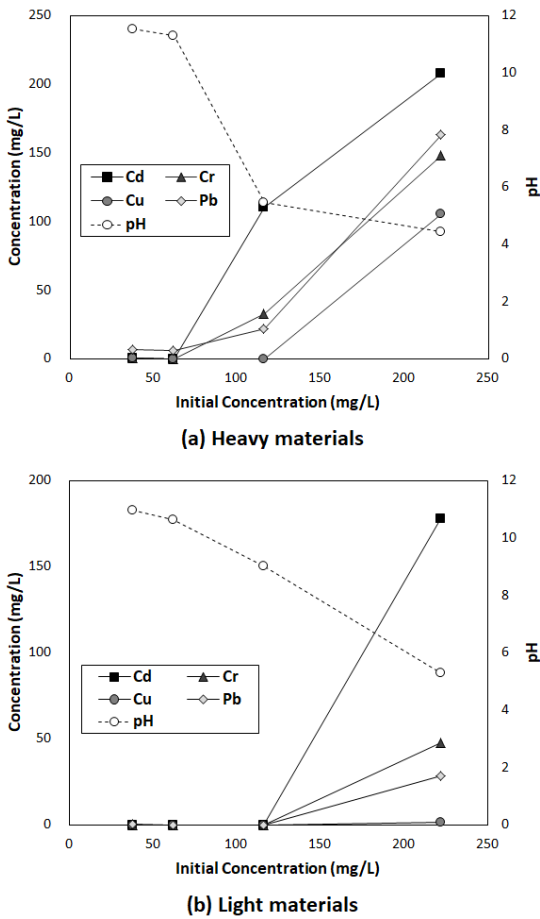 250
200
150
100
50
0
Concentration (mg/L)
12
10
8
6
4
2
0
pH
Cd Cr
Cu Pb
pH
0 50 100 150 200 250
Initial Concentration (mg/L)
(a) Heavy materials
200
150
100
50
0
Concentration (mg/L)
12
10
8
6
4
2
0
pH
Cd Cr
Cu Pb
pH
0 50 100 150 200 250
Initial Concentration (mg/L)
(b) Light materials